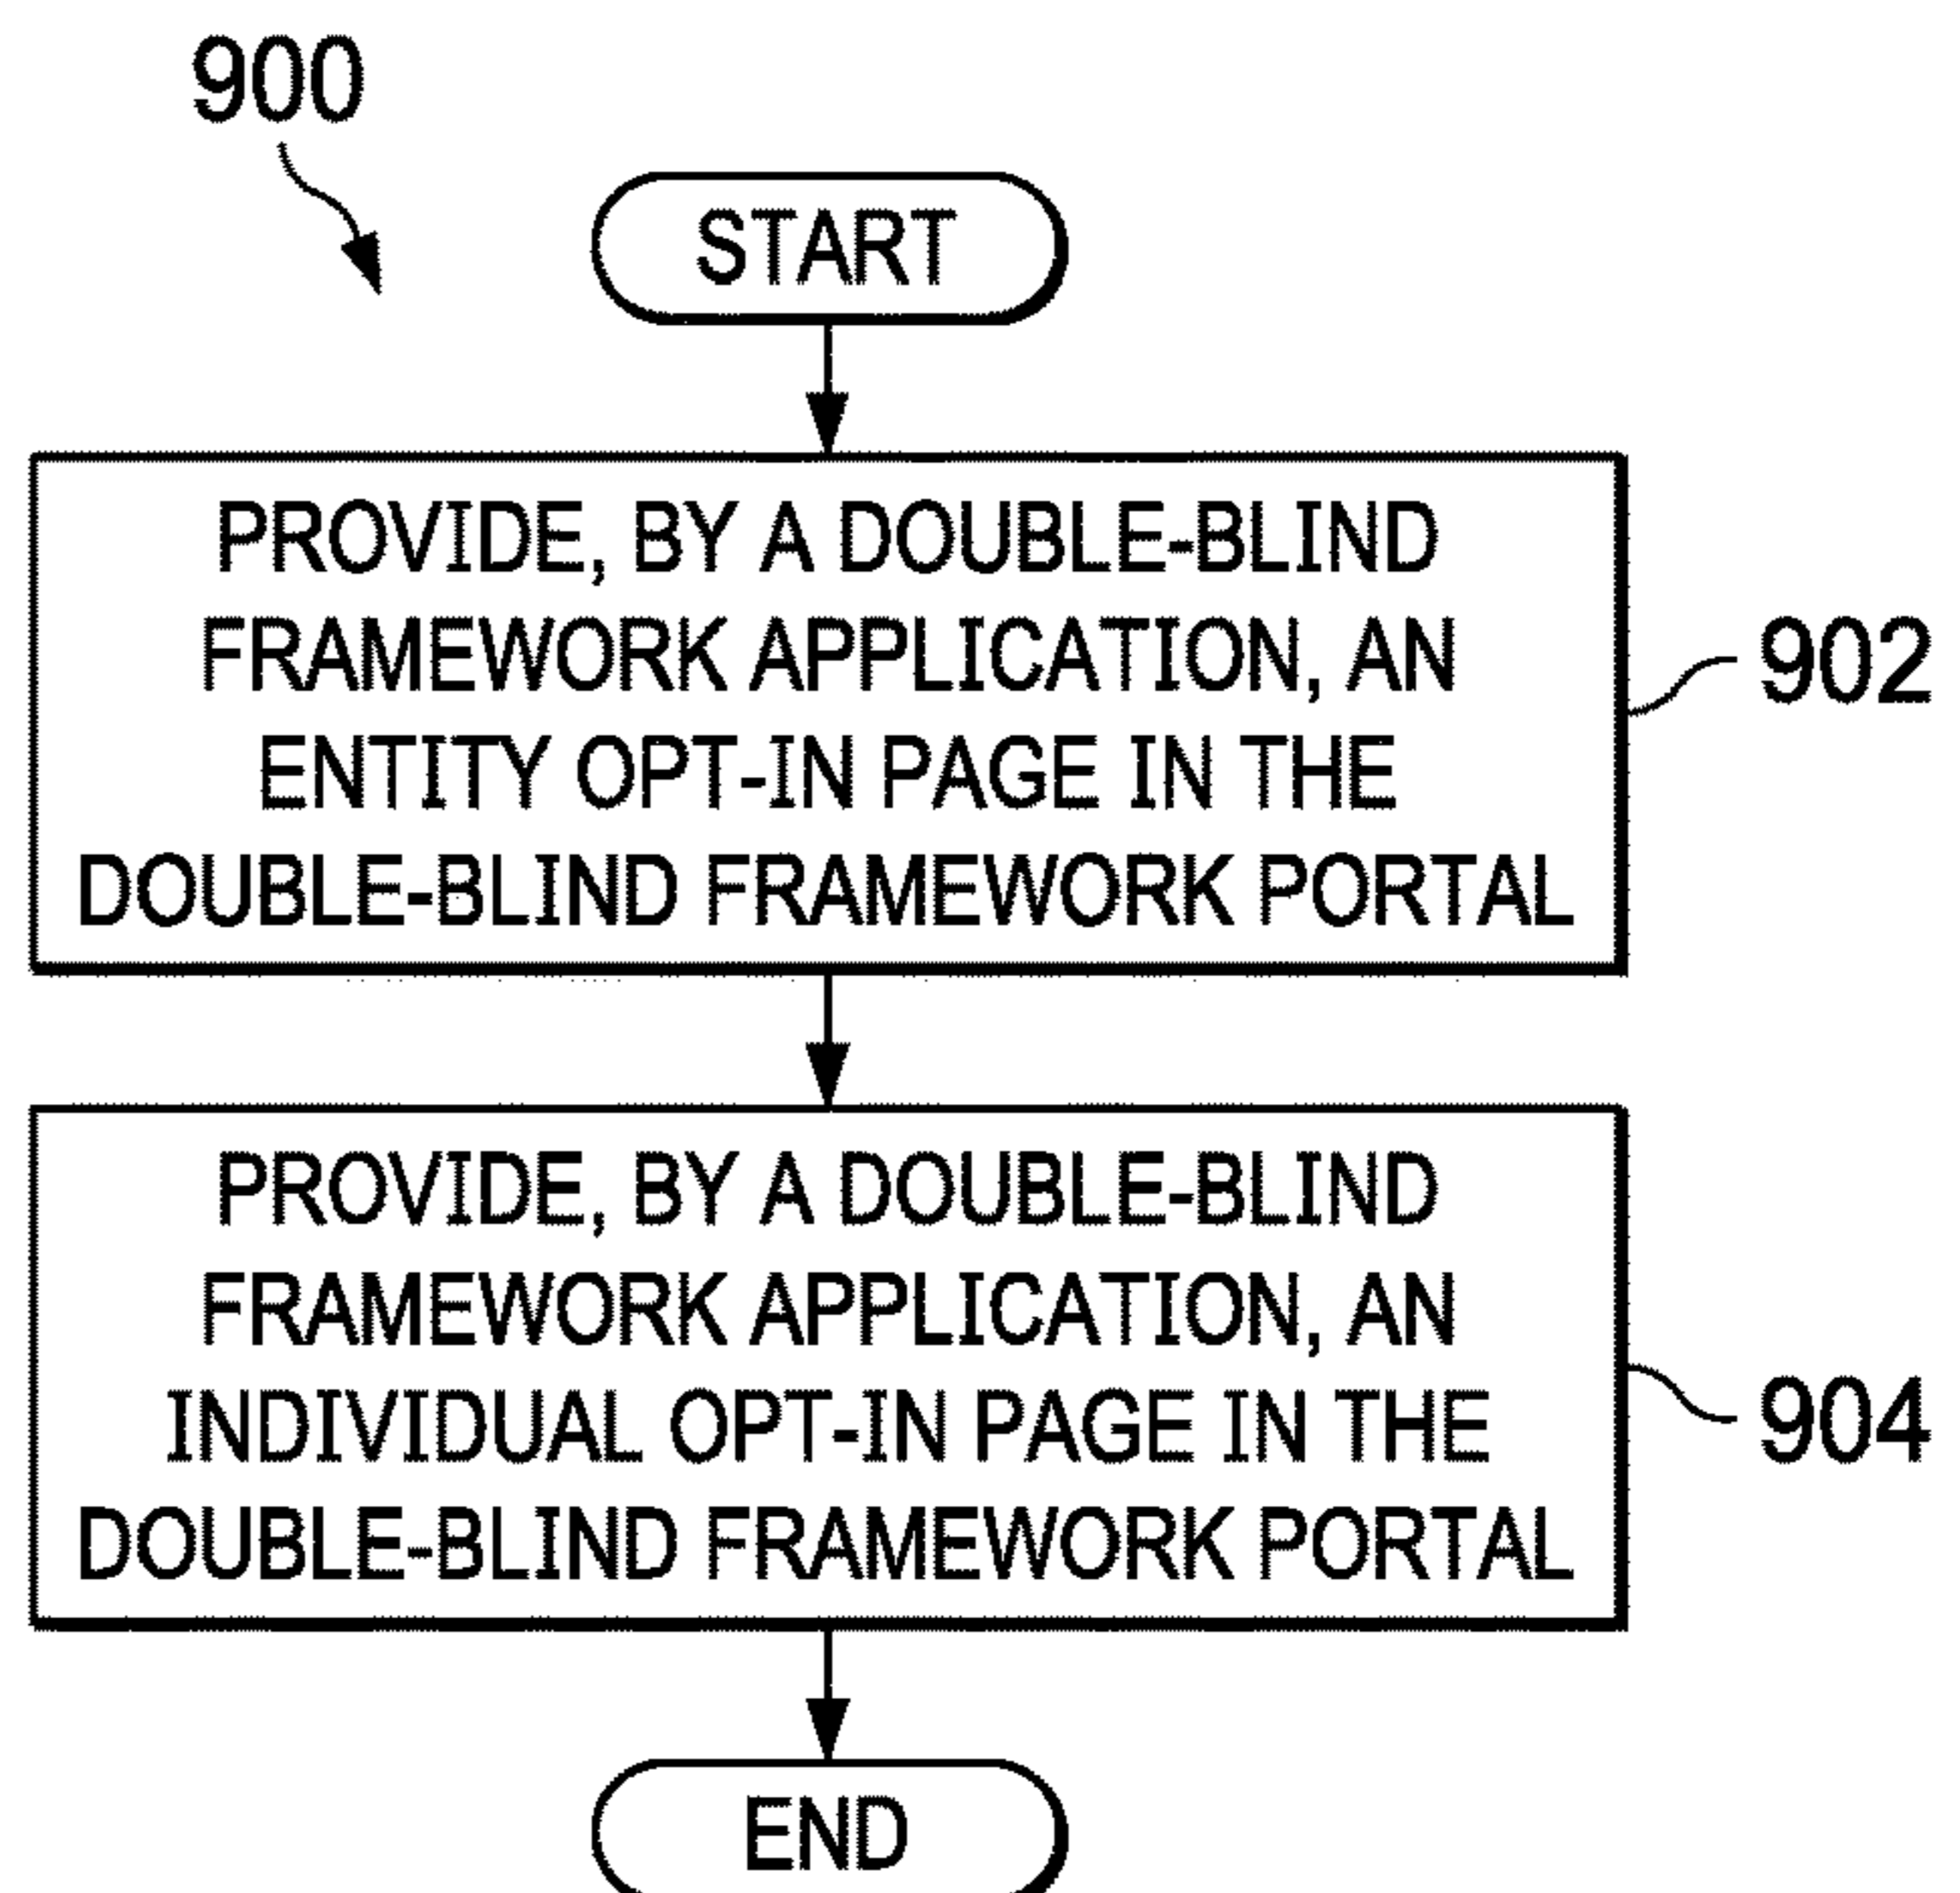 900
START
PROVIDE, BY A DOUBLE-BLIND
FRAMEWORK APPLICATION, AN
ENTITY OPT-IN PAGE IN THE
DOUBLE-BLIND FRAMEWORK PORTAL
902
PROVIDE, BY A DOUBLE-BLIND
FRAMEWORK APPLICATION, AN
INDIVIDUAL OPT-IN PAGE IN THE
DOUBLE-BLIND FRAMEWORK PORTAL
904
END